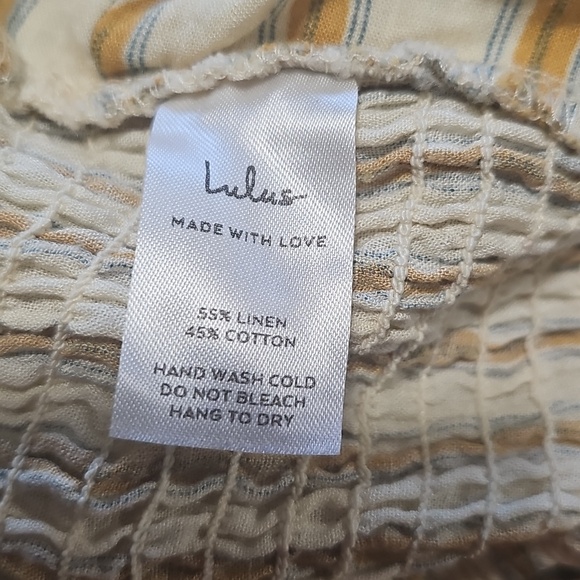 Lulus
MADE WITH LOVE
55% LINEN
45% COTTON
HAND WASH COLD
DO NOT BLEACH
HANG TO DRY